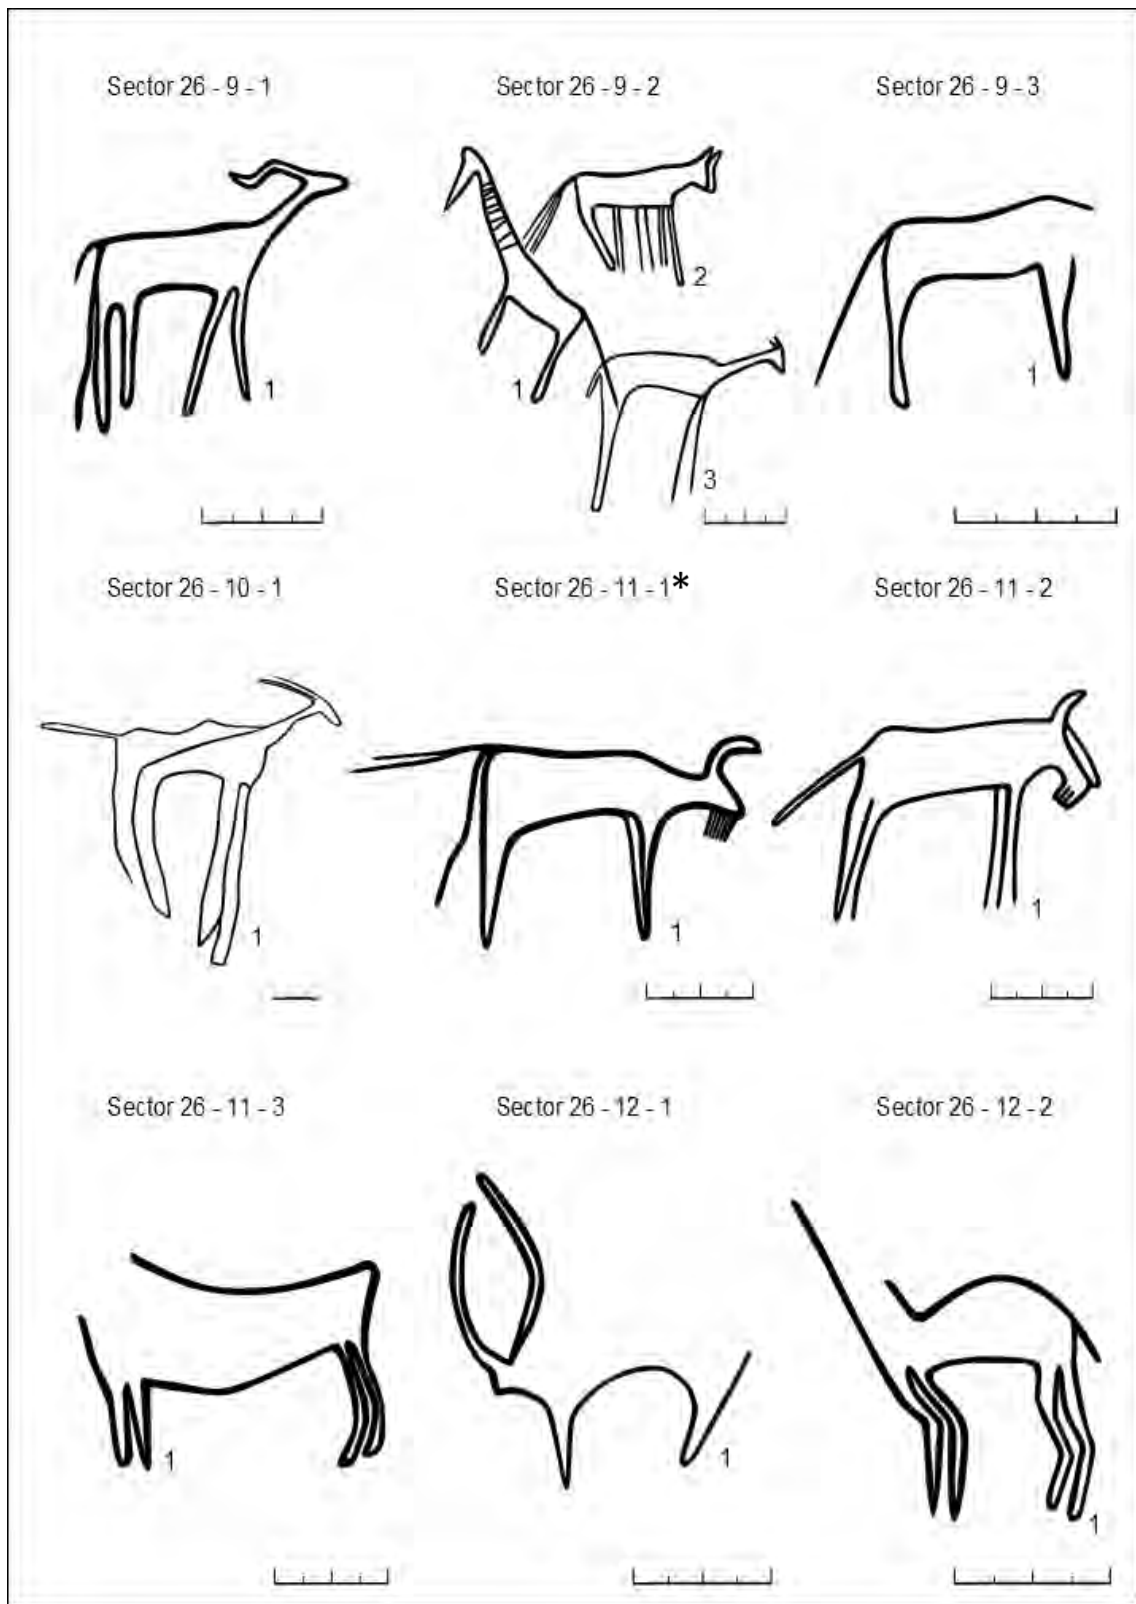 Sector 26 - 9 - 1
Sector 26 - 9 - 2
Sector 26 - 9 - 3
1
1
2
3
1
Sector 26 - 10 - 1
Sector 26 - 11 - 1*
Sector 26 - 11 - 2
1
1
1
Sector 26 - 11 - 3
Sector 26 - 12 - 1
Sector 26 - 12 - 2
1
1
1